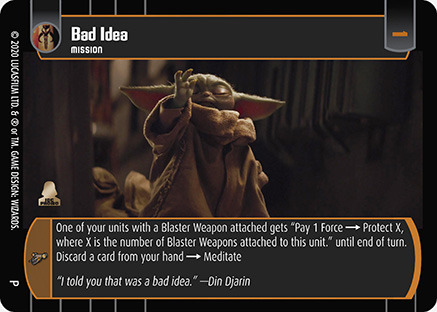 Bad Idea
MISSION
© 2020 LUCASFILM LTD. & ® or TM. GAME DESIGN: WIZARDS.
P
One of your units with a Blaster Weapon attached gets "Pay 1 Force → Protect X,
where X is the number of Blaster Weapons attached to this unit." until end of turn.
Discard a card from your hand → Meditate
"I told you that was a bad idea." —Din Djarin